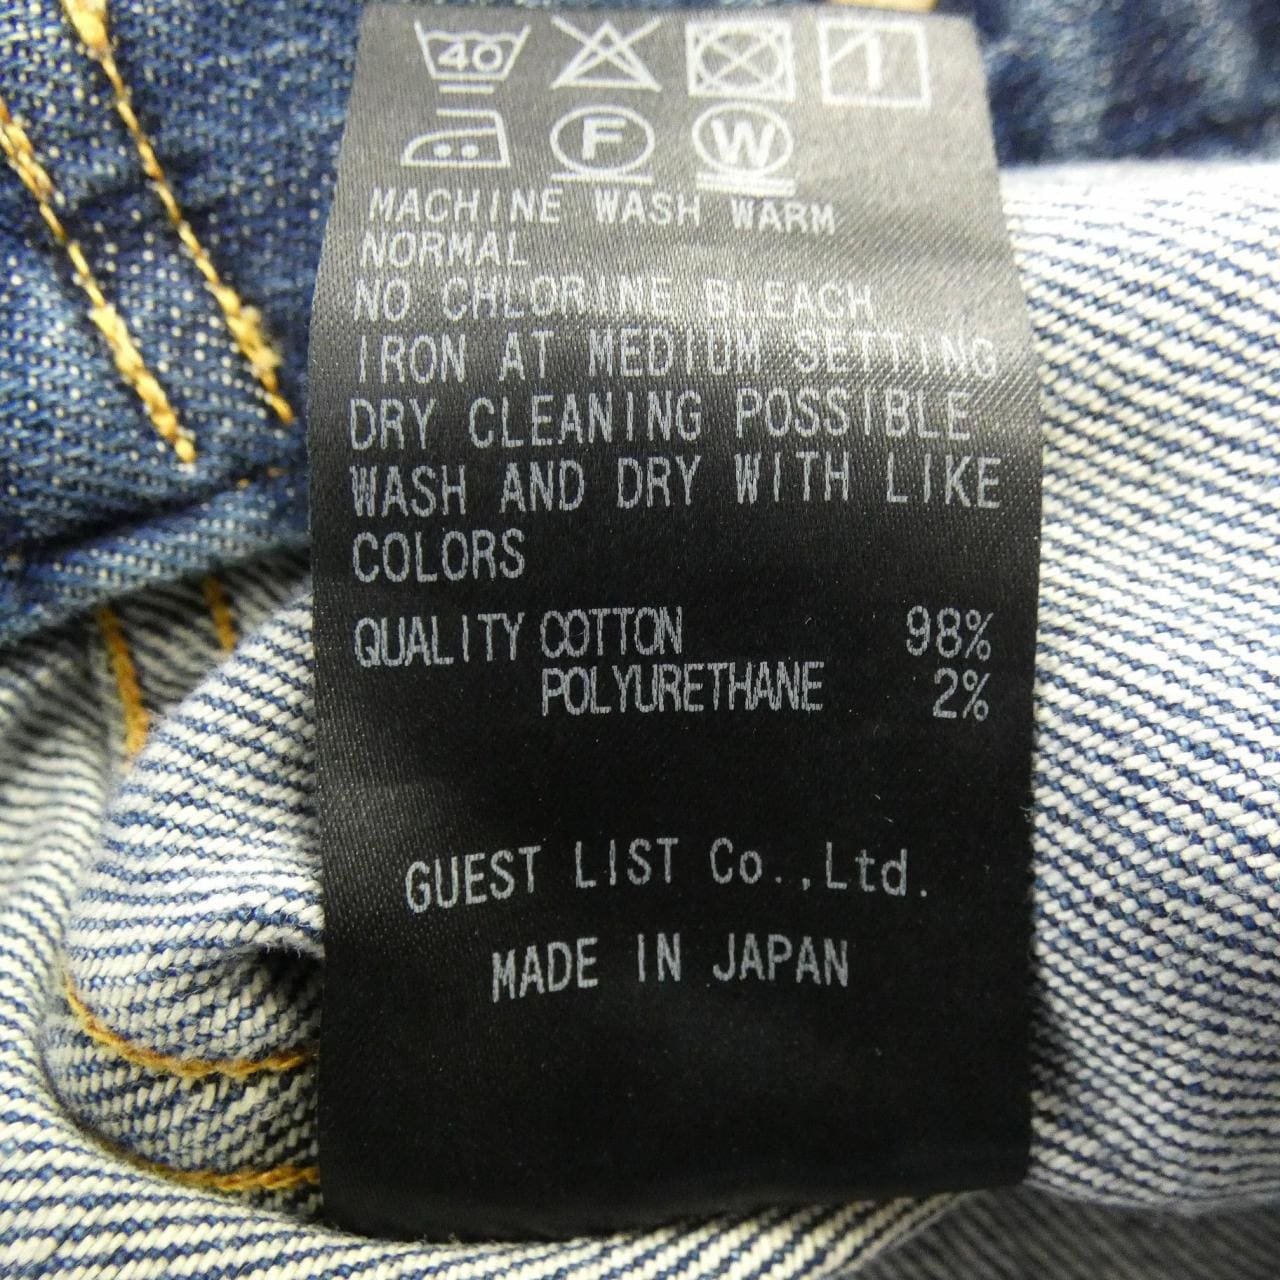 40
F W
MACHINE WASH WARM
NORMAL
NO CHLORINE BLEACH
IRON AT MEDIUM SETTING
DRY CLEANING POSSIBLE
WASH AND DRY WITH LIKE
COLORS
QUALITY COTTON 98%
POLYURETHANE 2%
GUEST LIST Co.,Ltd.
MADE IN JAPAN